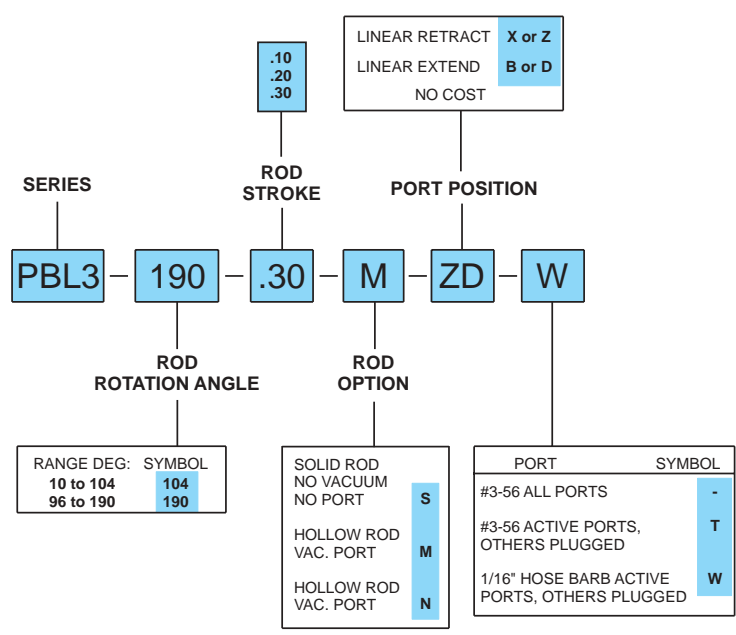 .10
.20
.30
LINEAR RETRACT X or Z
LINEAR EXTEND B or D
NO COST
SERIES
ROD
STROKE
PORT POSITION
PBL3 – 190 – .30 – M – ZD – W
ROD
ROTATION ANGLE
ROD
OPTION
RANGE DEG: SYMBOL
10 to 104 104
96 to 190 190
SOLID ROD
NO VACUUM
NO PORT S
HOLLOW ROD
VAC. PORT M
HOLLOW ROD
VAC. PORT N
PORT SYMBOL
#3-56 ALL PORTS -
#3-56 ACTIVE PORTS, T
OTHERS PLUGGED
1/16" HOSE BARB ACTIVE W
PORTS, OTHERS PLUGGED